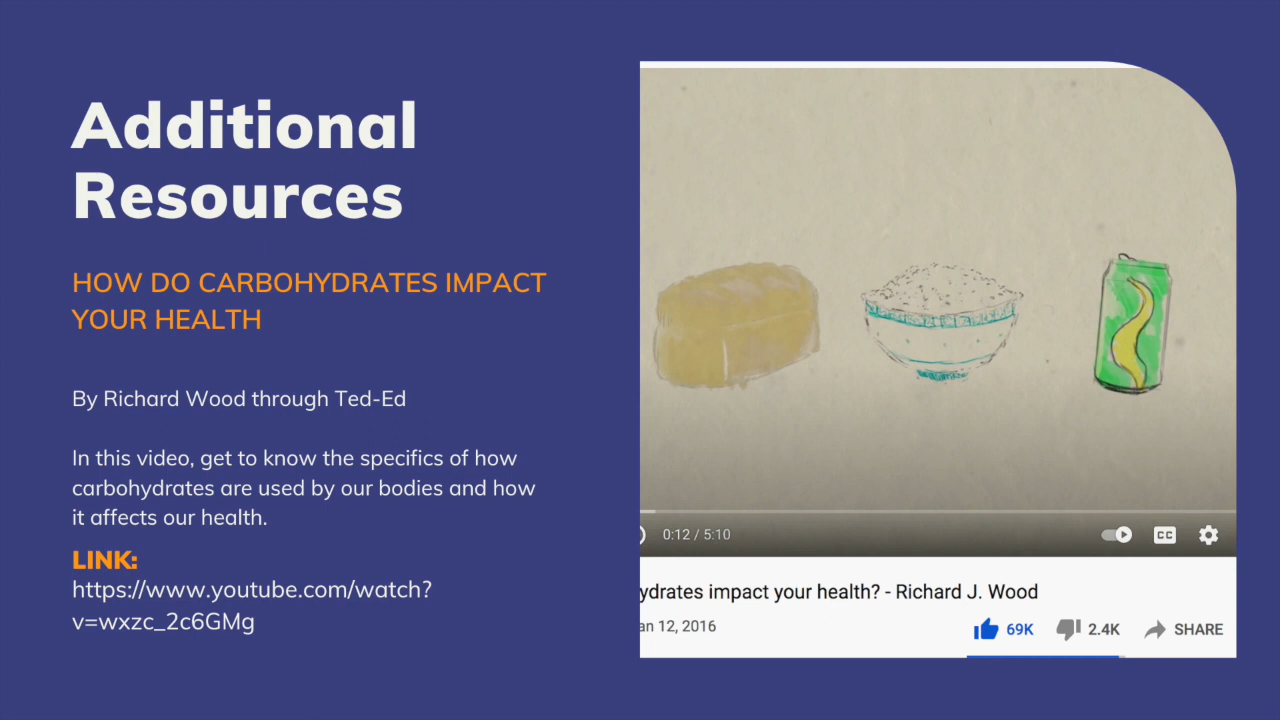 Additional
Resources
HOW DO CARBOHYDRATES IMPACT
YOUR HEALTH
By Richard Wood through Ted-Ed
In this video, get to know the specifics of how
carbohydrates are used by our bodies and how
it affects our health.
LINK:
https://www.youtube.com/watch?
v=wxzc_2c6GMg
0:12 / 5:10
CC
ydrates impact your health? - Richard J. Wood
an 12, 2016
69K
2.4K
SHARE